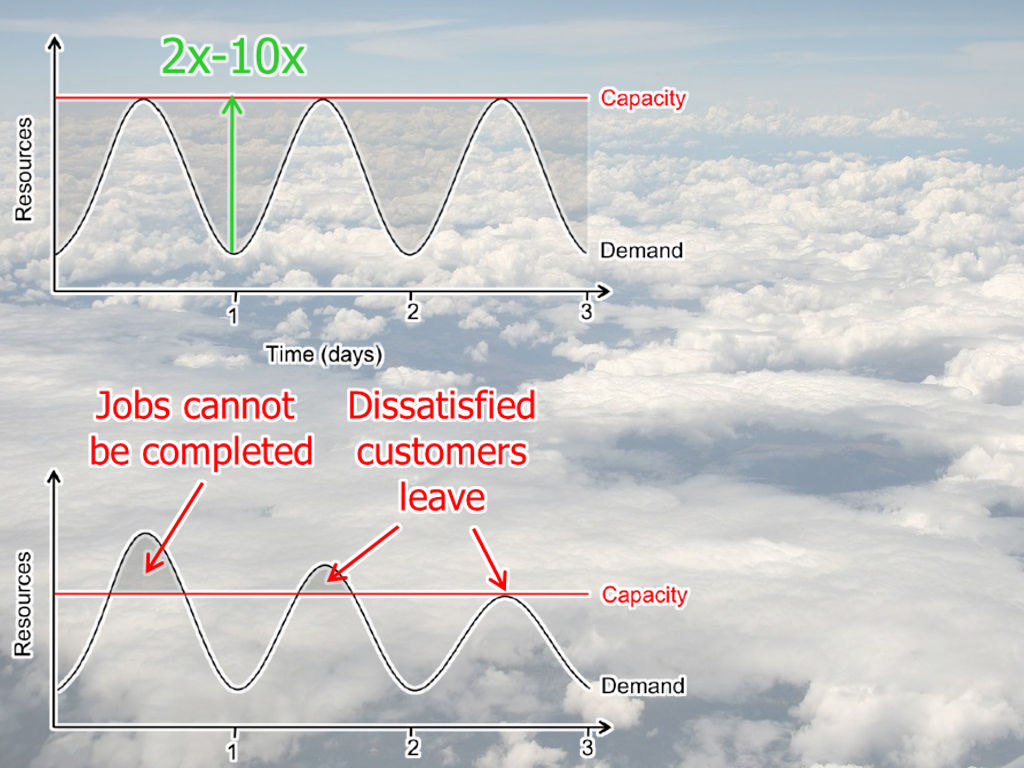 2x-10x
Capacity
Resources
Demand
1
2
3
Time (days)
Jobs cannot
be completed
Dissatisfied
customers
leave
Resources
Capacity
Demand
1
2
3